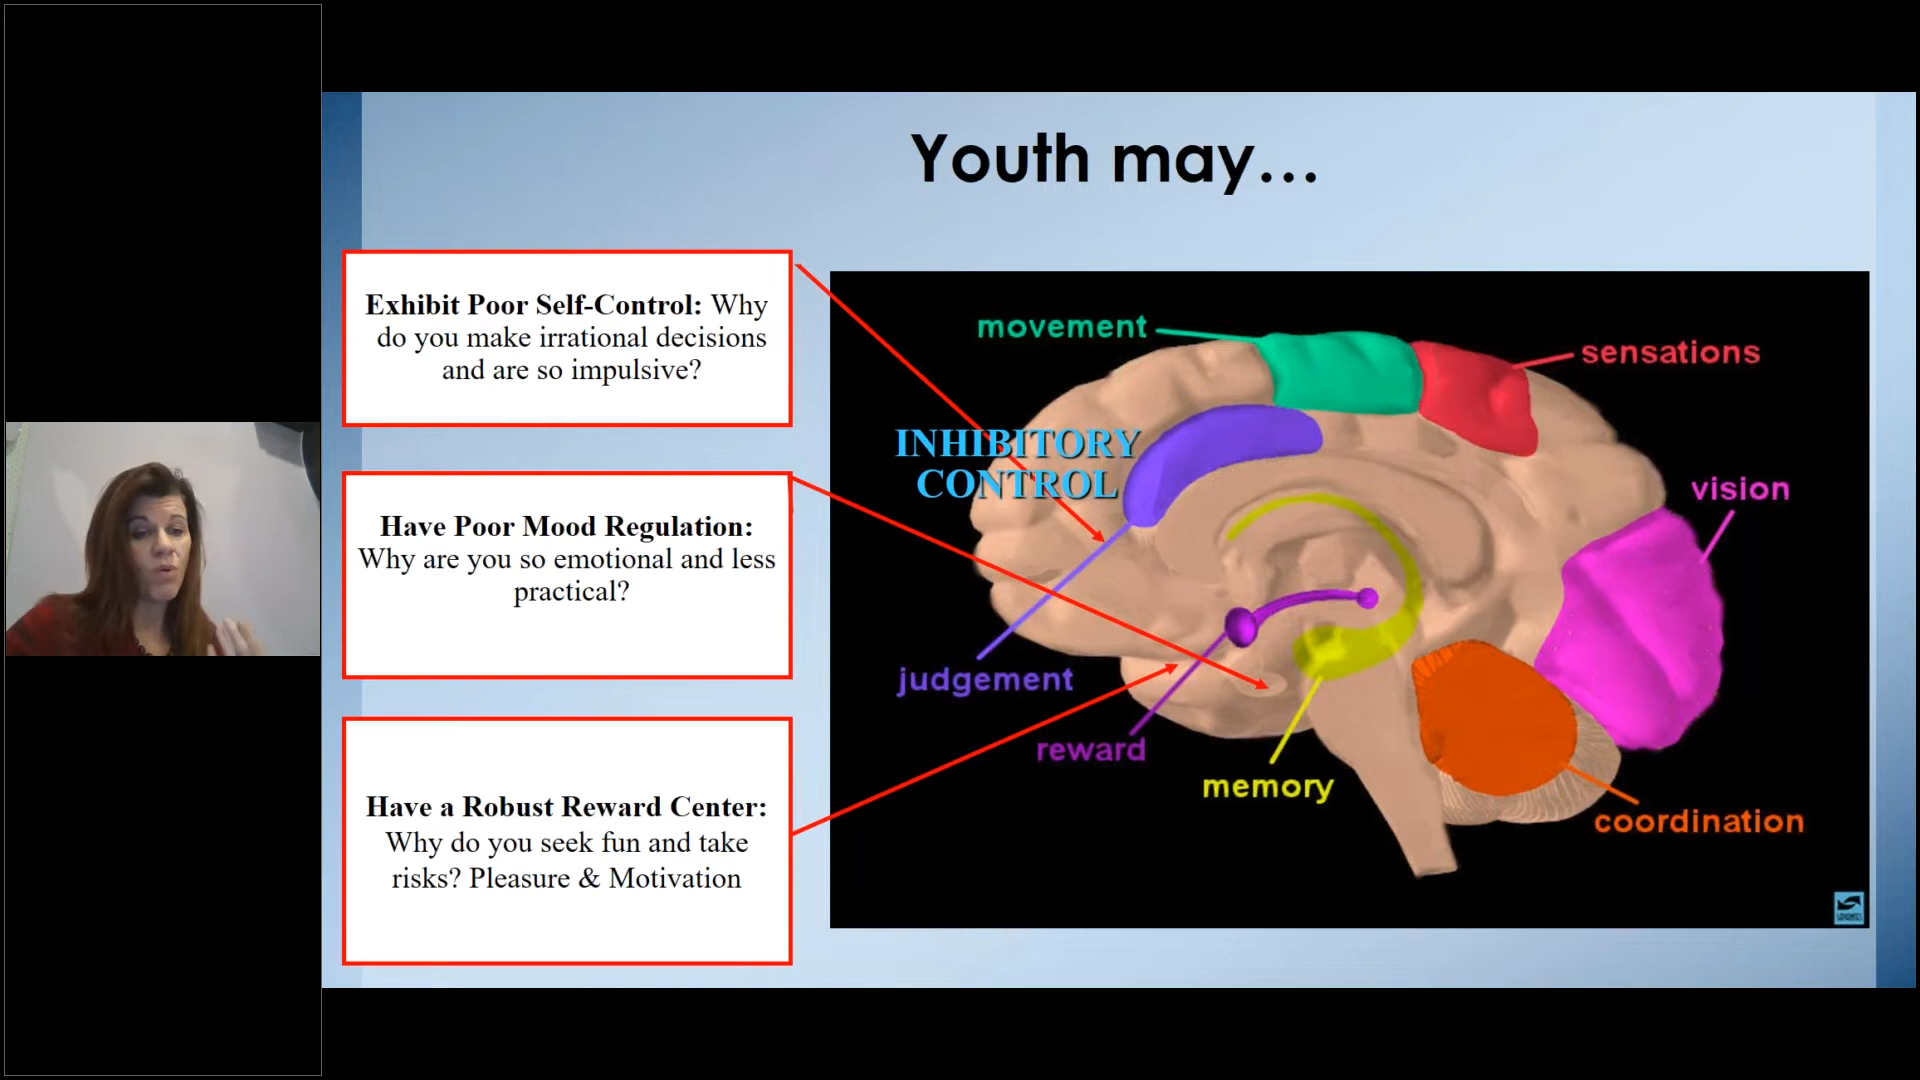 Youth may…
Exhibit Poor Self-Control: Why
do you make irrational decisions
and are so impulsive?
Have Poor Mood Regulation:
Why are you so emotional and less
practical?
Have a Robust Reward Center:
Why do you seek fun and take
risks? Pleasure & Motivation
movement
sensations
INHIBITORY
CONTROL
vision
judgement
reward
memory
coordination